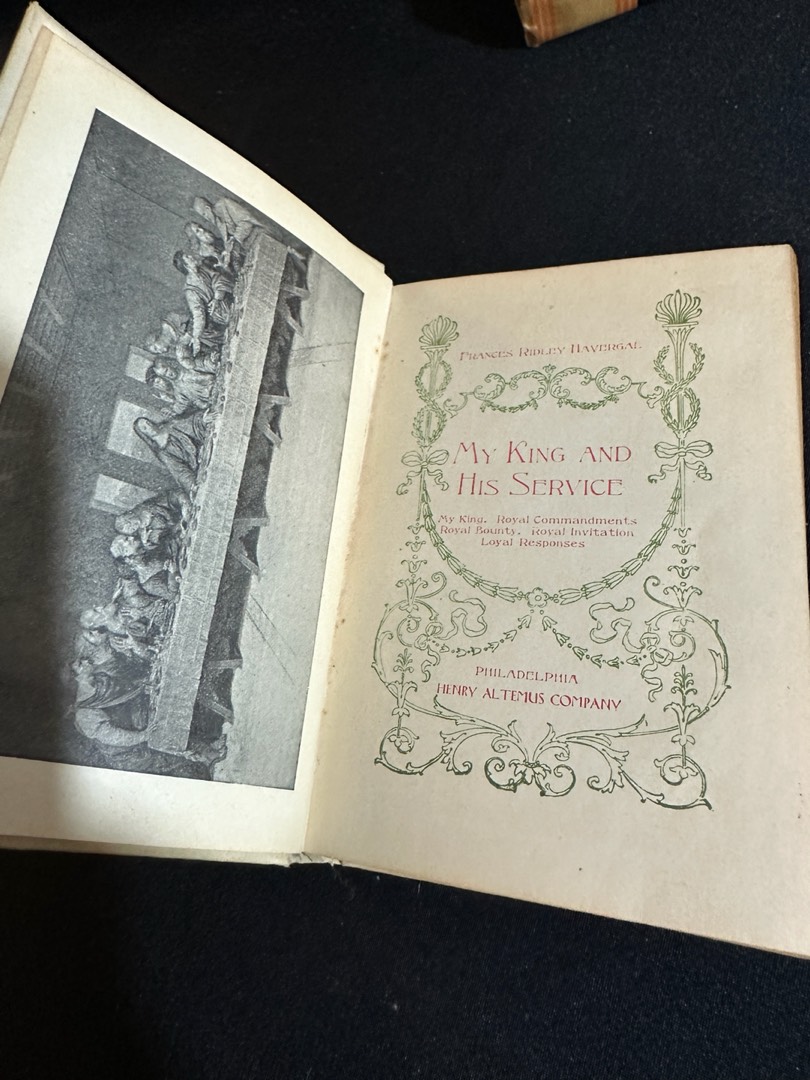 Frances Ridley Havergal
My King and
His Service
My King. Royal Commandments
Royal Bounty. Royal Invitation
Loyal Responses
Philadelphia
Henry Altemus Company